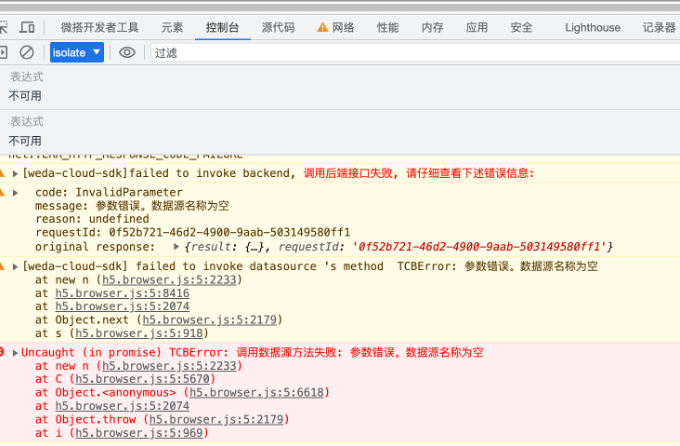 微搭开发者工具 元素 控制台 源代码 网络 性能 内存 应用 安全 Lighthouse 记录器
isolate 过滤
表达式
不可用
表达式
不可用
net::ERR_HTTP_RESPONSE_CODE_FAILURE
[weda-cloud-sdk]failed to invoke backend, 调用后端接口失败, 请仔细查看下述错误信息:
code: InvalidParameter
message: 参数错误。数据源名称为空
reason: undefined
requestId: 0f52b721-46d2-4900-9aab-503149580ff1
original response: {result: {…}, requestId: '0f52b721-46d2-4900-9aab-503149580ff1'}
[weda-cloud-sdk] failed to invoke datasource 's method TCBError: 参数错误。数据源名称为空
at new n (h5.browser.js:5:2233)
at h5.browser.js:5:8416
at h5.browser.js:5:2074
at Object.next (h5.browser.js:5:2179)
at s (h5.browser.js:5:918)
Uncaught (in promise) TCBError: 调用数据源方法失败: 参数错误。数据源名称为空
at new n (h5.browser.js:5:2233)
at C (h5.browser.js:5:5670)
at Object.<anonymous> (h5.browser.js:5:6618)
at h5.browser.js:5:2074
at Object.throw (h5.browser.js:5:2179)
at i (h5.browser.js:5:969)